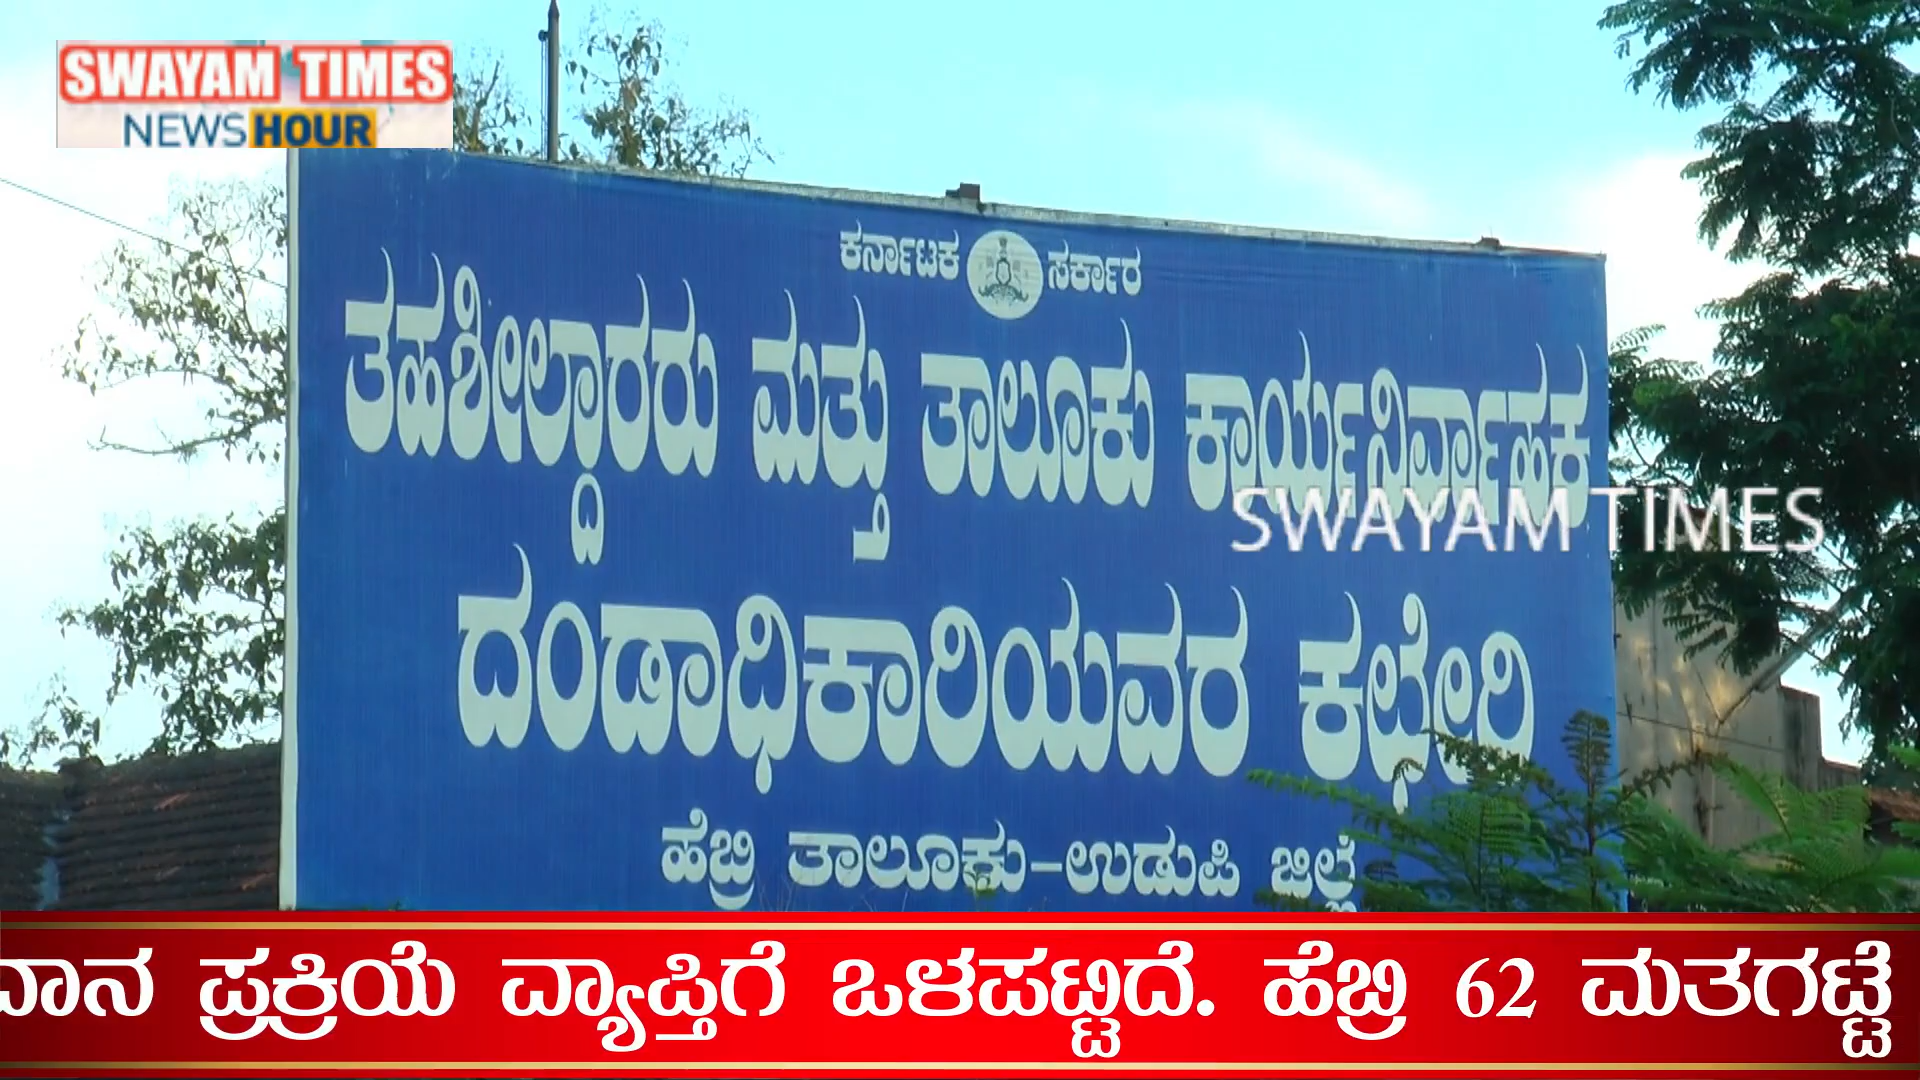 SWAYAM TIMES
NEWS HOUR
ಕರ್ನಾಟಕ ಸರ್ಕಾರ
ತಹಶೀಲ್ದಾರರು ಮತ್ತು ತಾಲೂಕು ಕಾರ್ಯನಿರ್ವಾಹಕ
SWAYAM TIMES
ದಂಡಾಧಿಕಾರಿಯವರ ಕಛೇರಿ
ಹೆಬ್ರಿ ತಾಲೂಕು-ಉಡುಪಿ ಜಿಲ್ಲೆ
ದಾನ ಪ್ರಕ್ರಿಯೆ ವ್ಯಾಪ್ತಿಗೆ ಒಳಪಟ್ಟಿದೆ. ಹೆಬ್ರಿ 62 ಮತಗಟ್ಟೆ